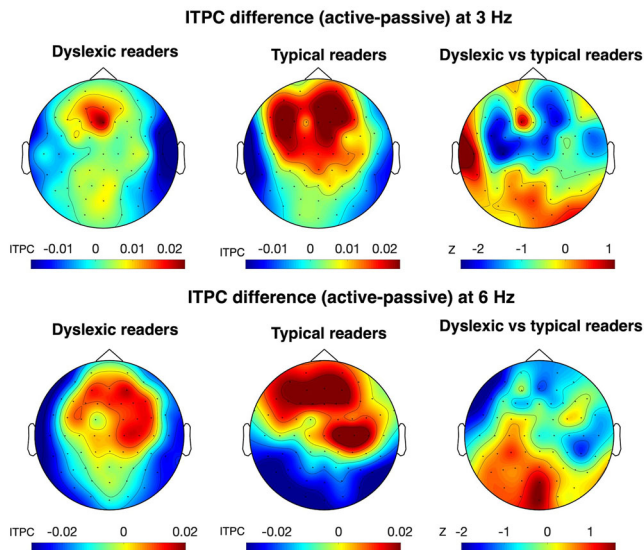 ITPC difference (active-passive) at 3 Hz
Dyslexic readers
Typical readers
Dyslexic vs typical readers
ITPC -0.01 0 0.01 0.02
ITPC -0.01 0 0.01 0.02
Z -2 0 1
ITPC difference (active-passive) at 6 Hz
Dyslexic readers
Typical readers
Dyslexic vs typical readers
ITPC -0.02 0 0.02
ITPC -0.02 0 0.02
Z -2 -1 0 1